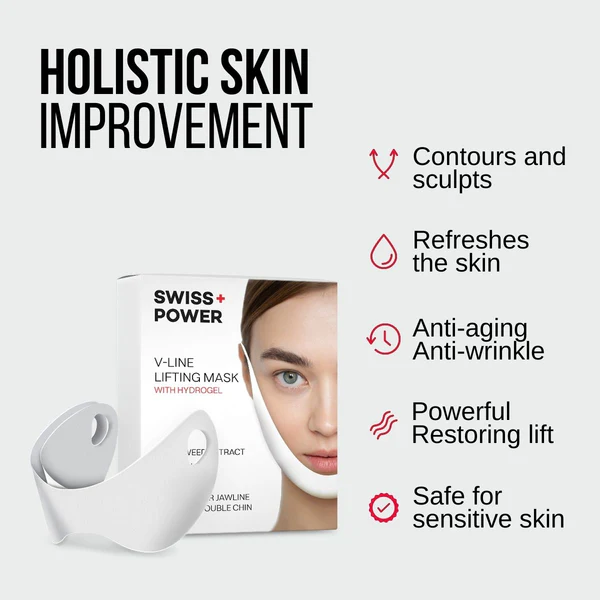 HOLISTIC SKIN
IMPROVEMENT
Contours and
sculpts
Refreshes
the skin
Anti-aging
Anti-wrinkle
Powerful
Restoring lift
Safe for
sensitive skin
SWISS+
POWER
V-LINE
LIFTING MASK
WITH HYDROGEL
JAWLINE
CHIN